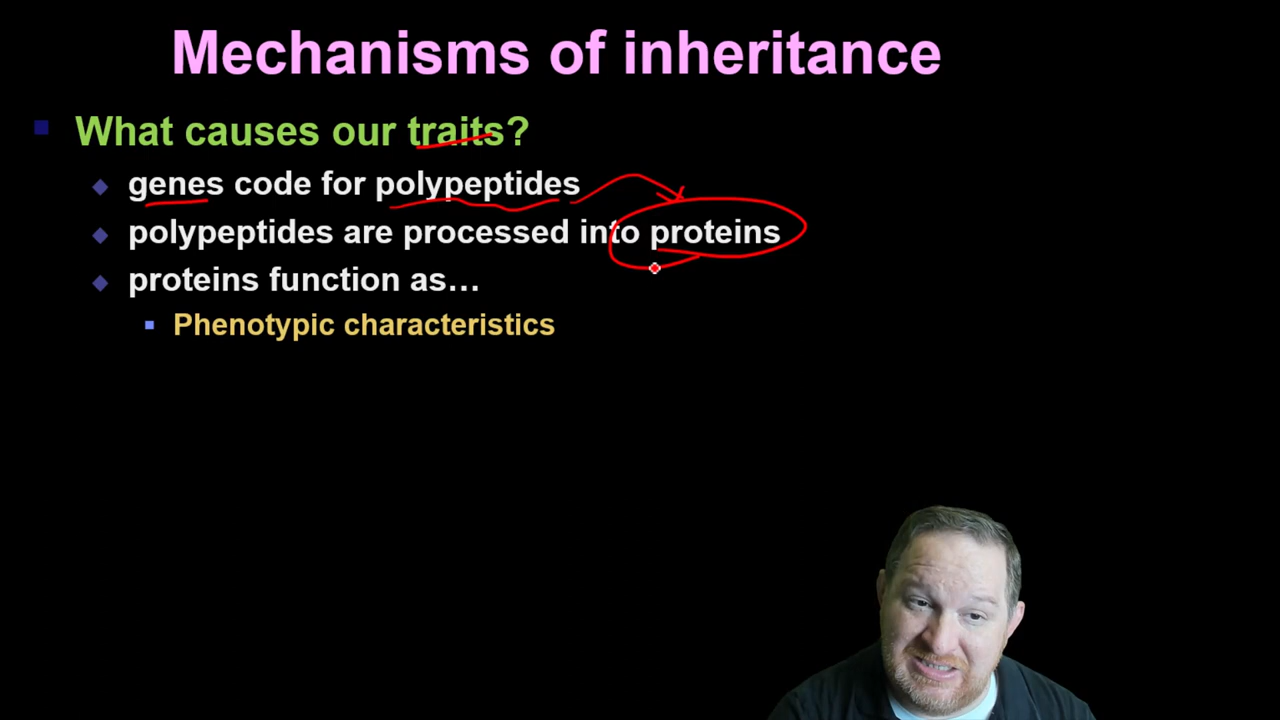 Mechanisms of inheritance
What causes our traits?
genes code for polypeptides
polypeptides are processed into proteins
proteins function as…
Phenotypic characteristics